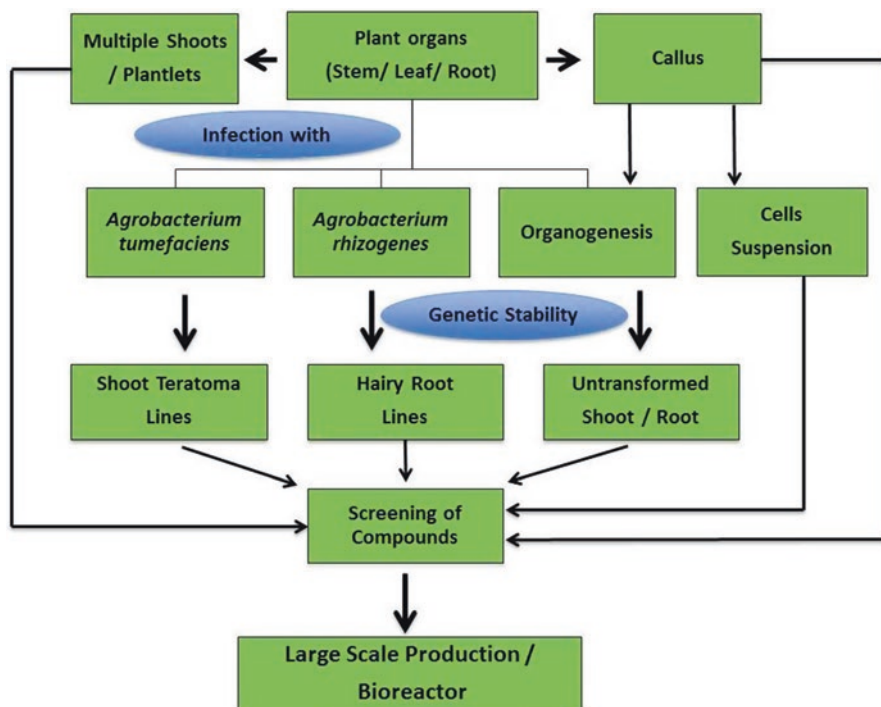 Multiple Shoots
/ Plantlets
Plant organs
(Stem/ Leaf/ Root)
Callus
Infection with
Agrobacterium
tumefaciens
Agrobacterium
rhizogenes
Organogenesis
Cells
Suspension
Genetic Stability
Shoot Teratoma
Lines
Hairy Root
Lines
Untransformed
Shoot / Root
Screening of
Compounds
Large Scale Production /
Bioreactor